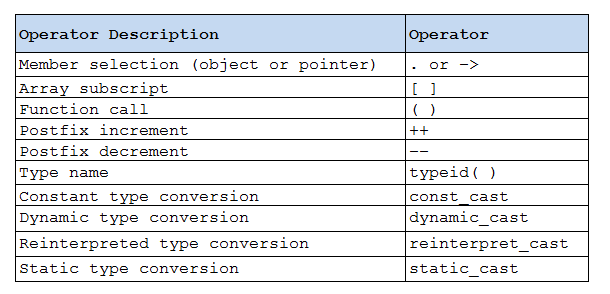 Operator Description Operator
Member selection (object or pointer) . or ->
Array subscript [ ]
Function call ( )
Postfix increment ++
Postfix decrement --
Type name typeid( )
Constant type conversion const_cast
Dynamic type conversion dynamic_cast
Reinterpreted type conversion reinterpret_cast
Static type conversion static_cast